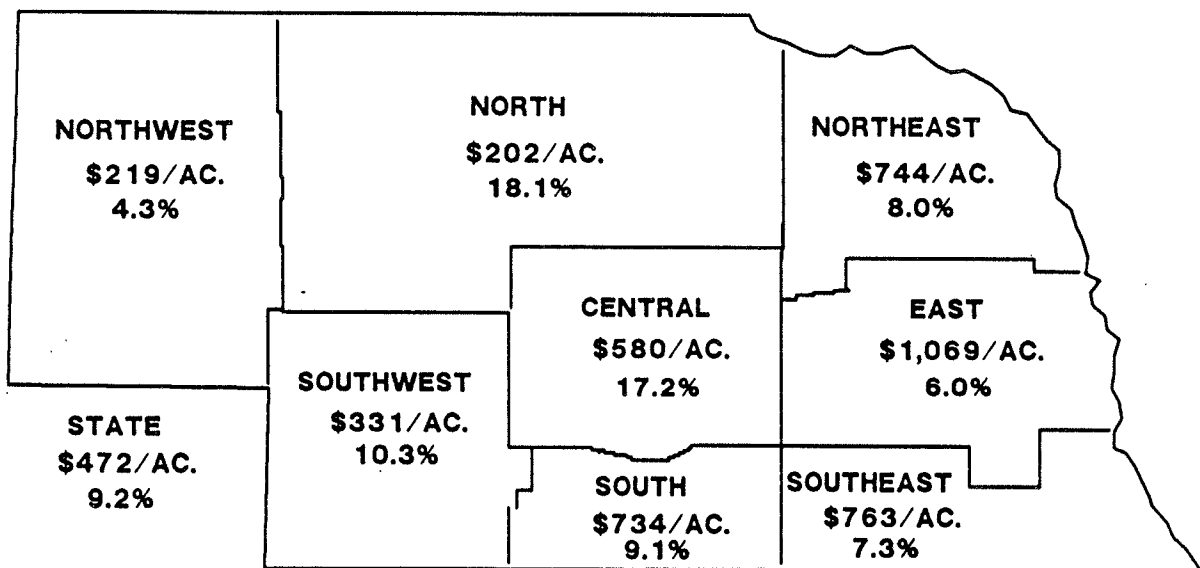 NORTHWEST
$219/AC.
4.3%
NORTH
$202/AC.
18.1%
NORTHEAST
$744/AC.
8.0%
CENTRAL
$580/AC.
17.2%
EAST
$1,069/AC.
6.0%
SOUTHWEST
$331/AC.
10.3%
STATE
$472/AC.
9.2%
SOUTH
$734/AC.
9.1%
SOUTHEAST
$763/AC.
7.3%